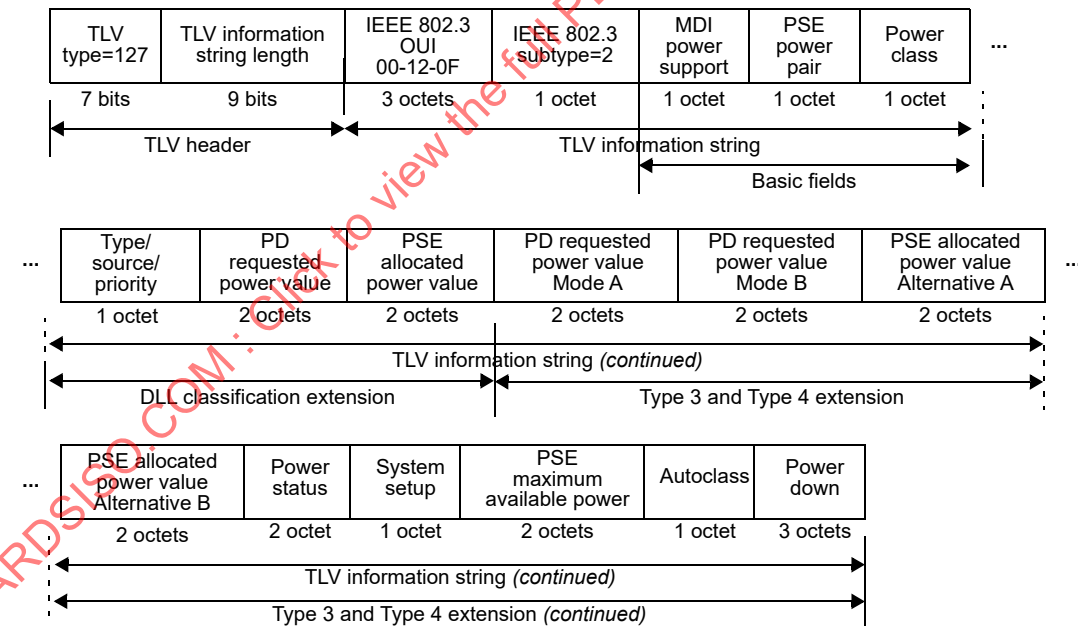 TLV type=127
TLV information string length
IEEE 802.3 OUI 00-12-0F
IEEE 802.3 subtype=2
MDI power support
PSE power pair
Power class
...
7 bits
9 bits
3 octets
1 octet
1 octet
1 octet
1 octet
TLV header
TLV information string
Basic fields
...
Type/ source/ priority
PD requested power value
PSE allocated power value
PD requested power value Mode A
PD requested power value Mode B
PSE allocated power value Alternative A
...
1 octet
2 octets
2 octets
2 octets
2 octets
2 octets
TLV information string (continued)
DLL classification extension
Type 3 and Type 4 extension
...
PSE allocated power value Alternative B
Power status
System setup
PSE maximum available power
Autoclass
Power down
2 octets
2 octet
1 octet
2 octets
1 octet
3 octets
TLV information string (continued)
Type 3 and Type 4 extension (continued)
ARDSISO.COM : Click to view the full P